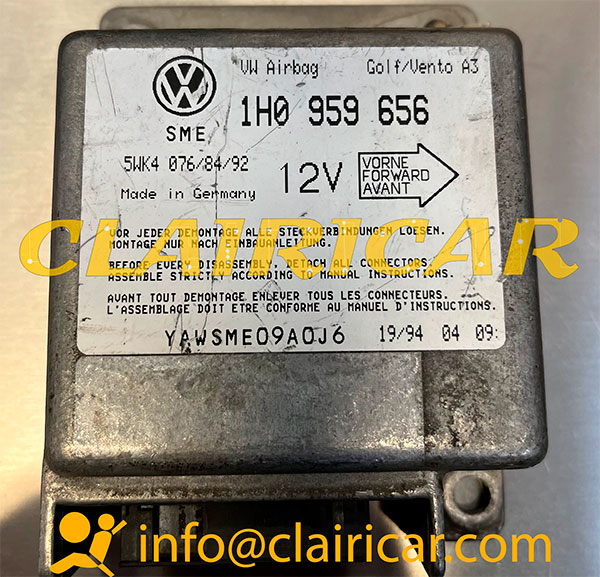 VW Airbag Golf/Vento A3
1H0 959 656
SME
5WK4 076/84/92
Made in Germany
12V
VORNE
FORWARD
AVANT
VOR JEDER DEMONTAGE ALLE STECKVERBINDUNGEN LOESEN.
MONTAGE NUR NACH EINBAUANLEITUNG.
CLAIRICAR
BEFORE EVERY DISASSEMBLY, DETACH ALL CONNECTORS
ASSEMBLE STRICTLY ACCORDING TO MANUAL INSTRUCTIONS.
AVANT TOUT DEMONTAGE ENLEVER TOUS LES CONNECTEURS.
L'ASSEMBLAGE DOIT ETRE CONFORME AU MANUEL D'INSTRUCTIONS.
YAWSME09A0J6 19/94 04 09:
info@clairicar.com